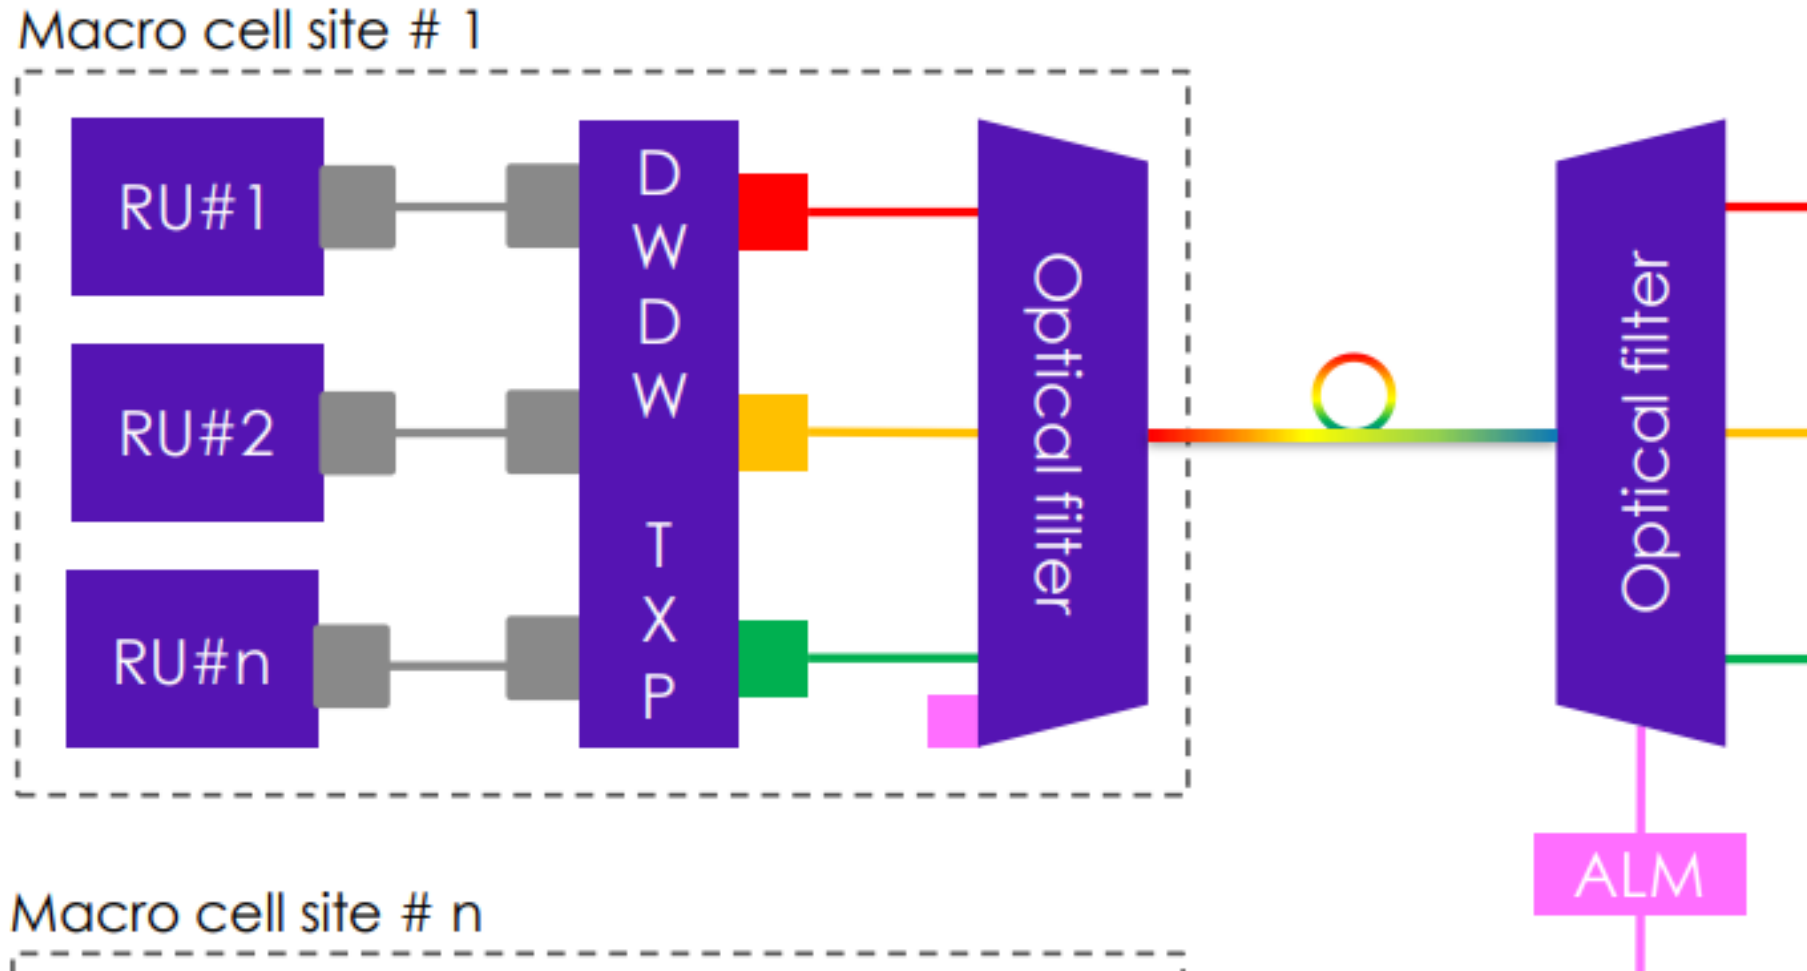 Macro cell site # 1
RU#1
RU#2
RU#n
D
W
D
W
T
X
P
Optical filter
Optical filter
ALM
Macro cell site # n